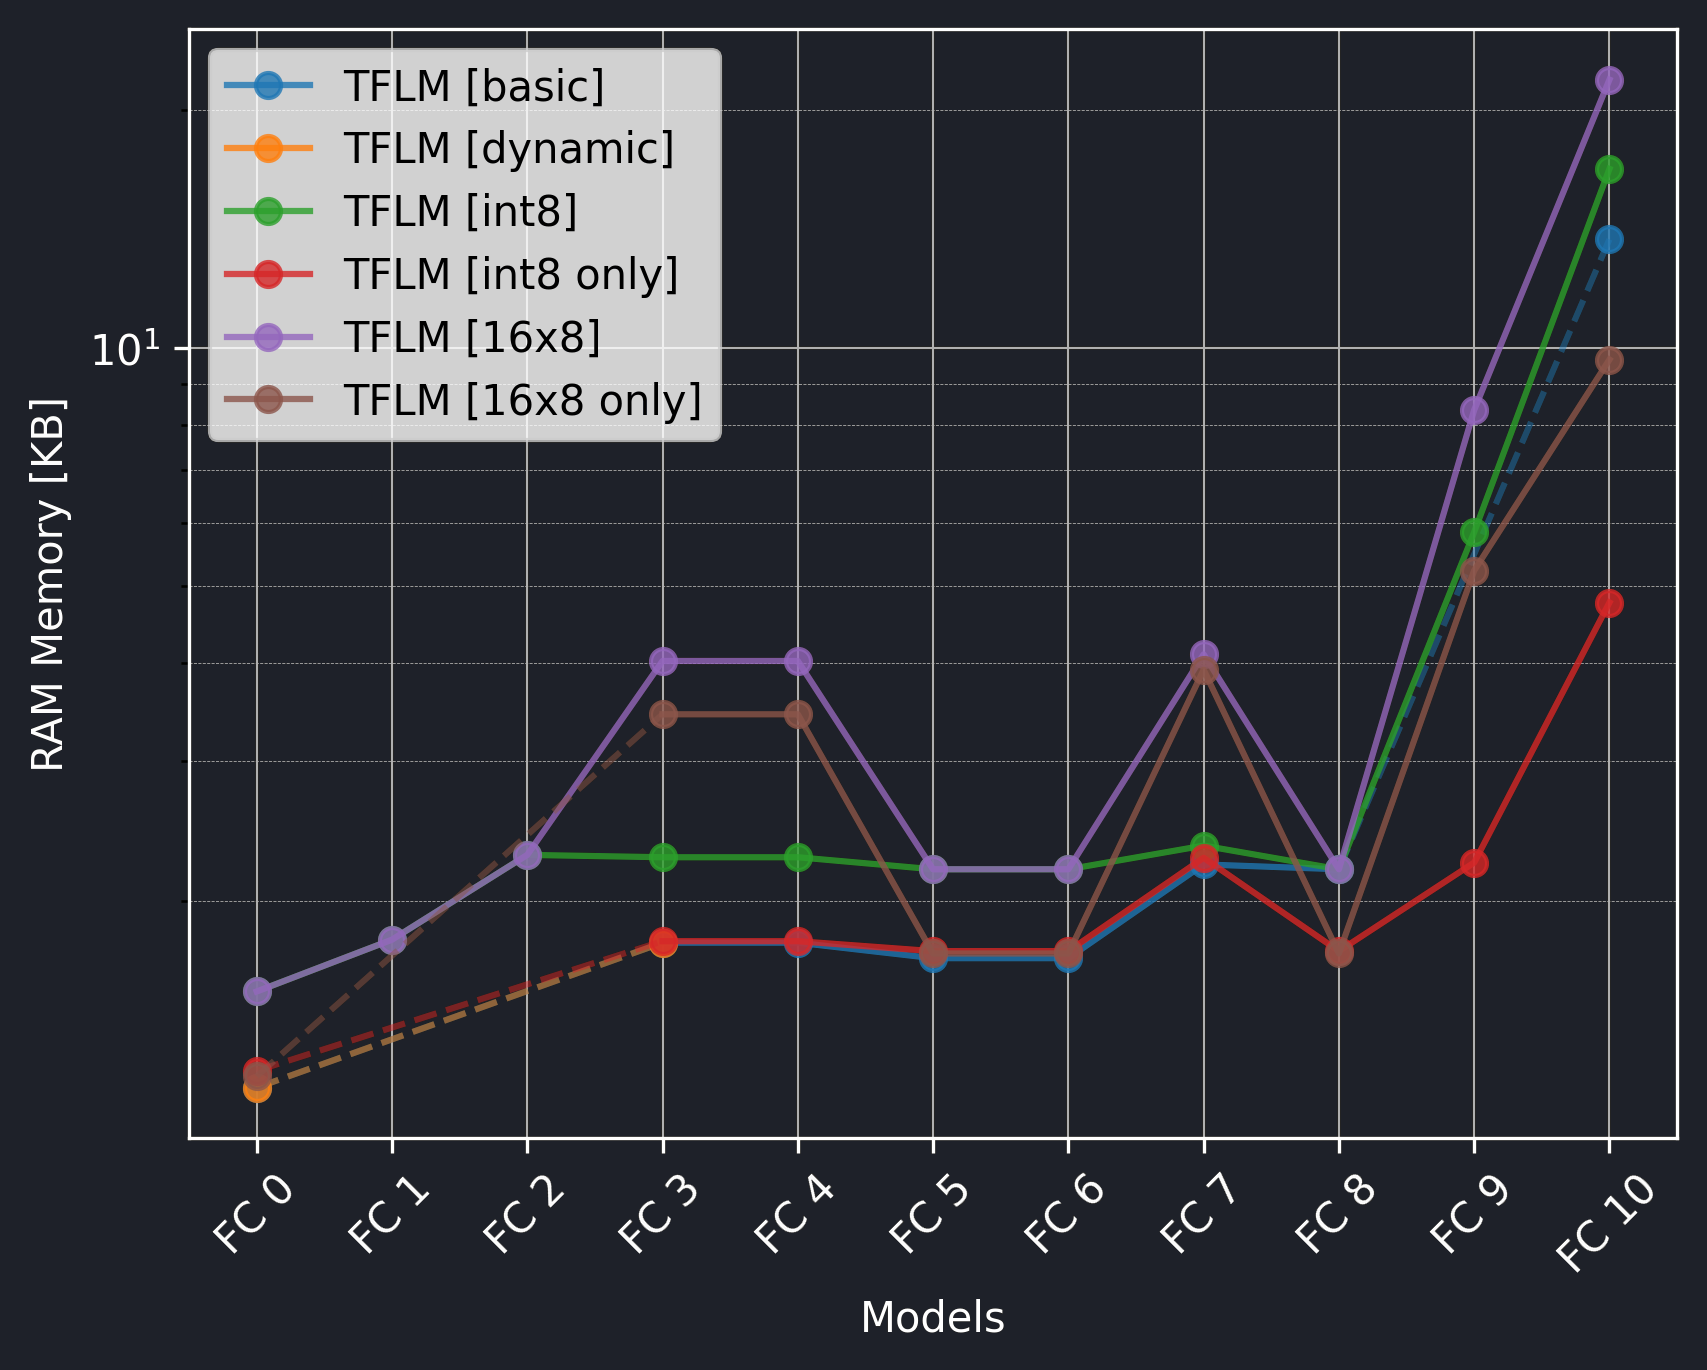 TFLM [basic]
TFLM [dynamic]
TFLM [int8]
TFLM [int8 only]
TFLM [16x8]
TFLM [16x8 only]
10¹
RAM Memory [KB]
FC 0
FC 1
FC 2
FC 3
FC 4
FC 5
FC 6
FC 7
FC 8
FC 9
FC 10
Models